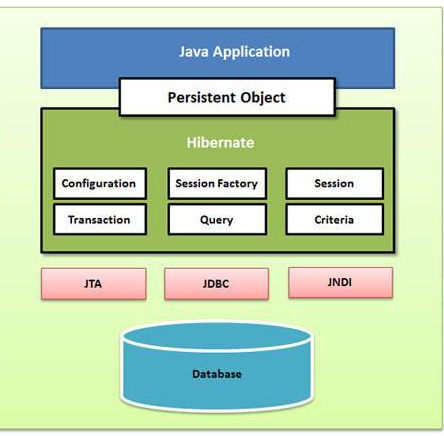 Java Application
Persistent Object
Hibernate
Configuration
Session Factory
Session
Transaction
Query
Criteria
JTA
JDBC
JNDI
Database